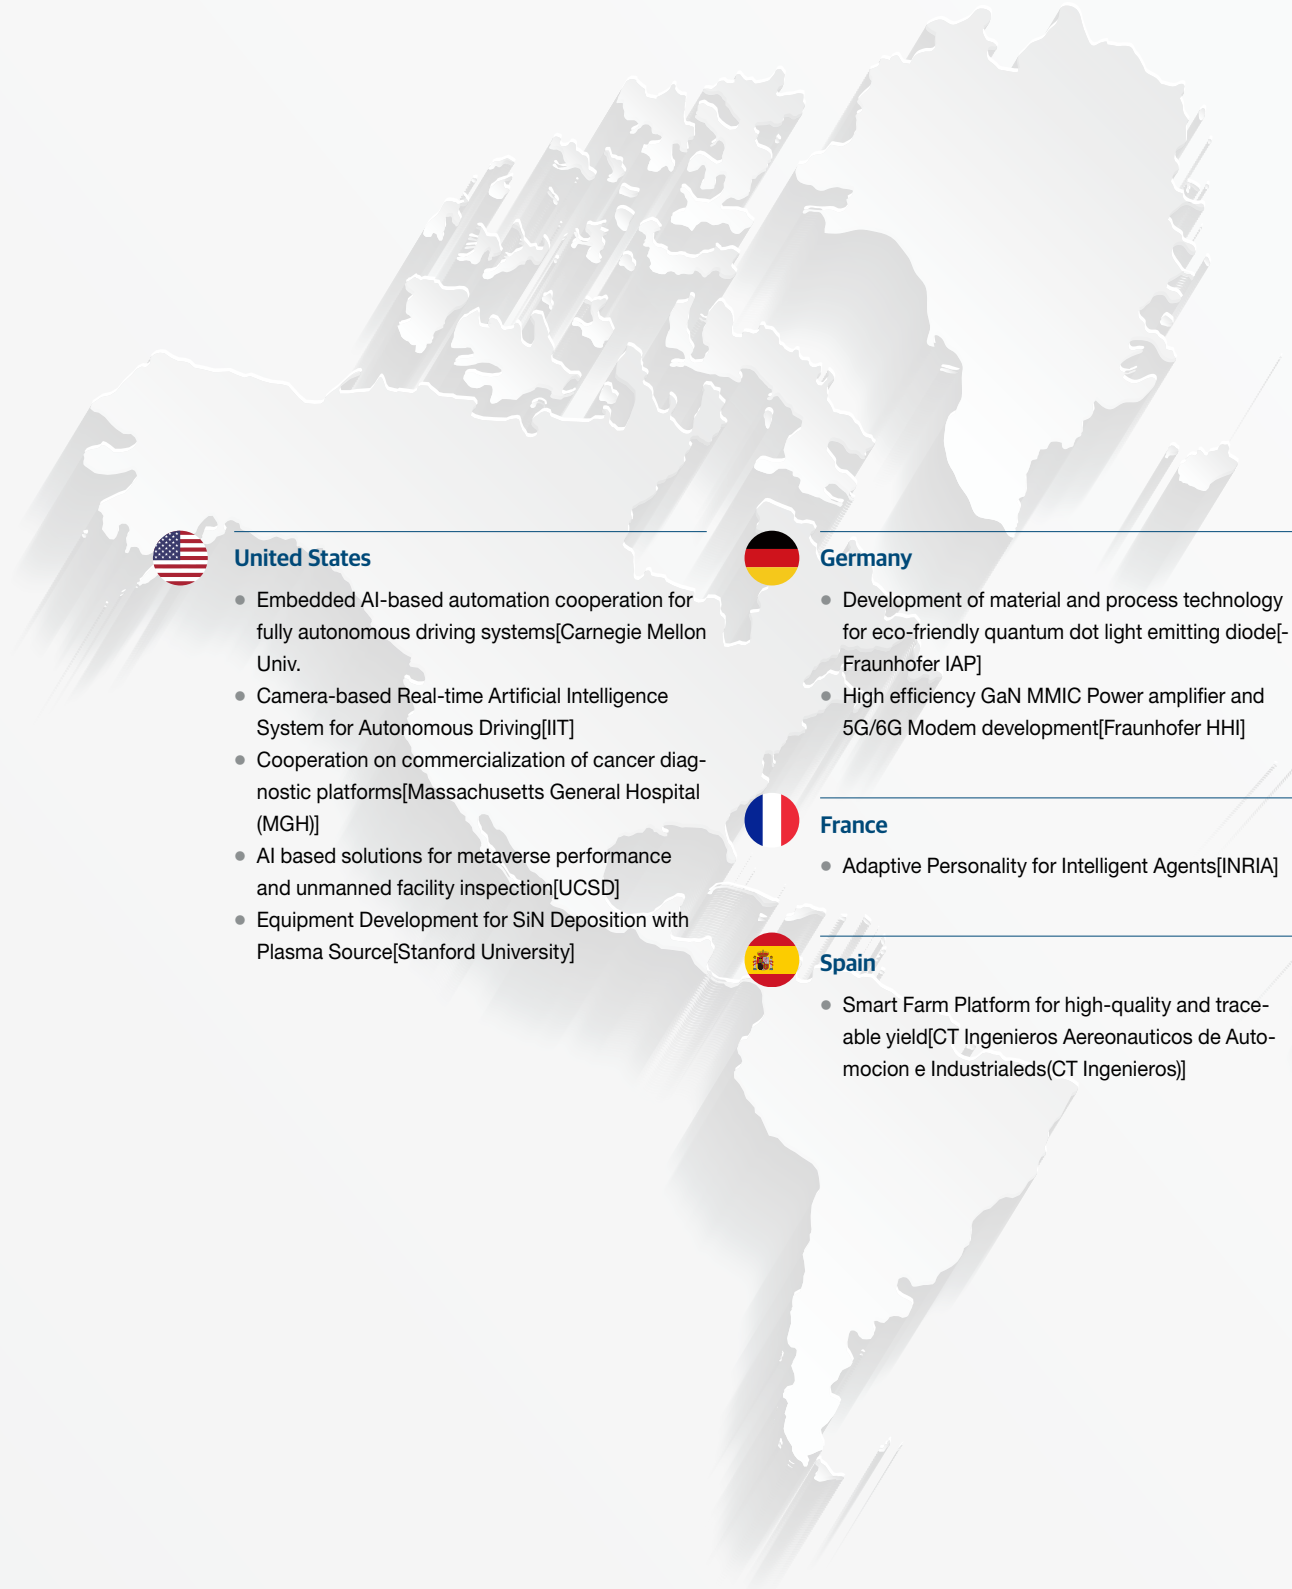 United States
Embedded AI-based automation cooperation for
fully autonomous driving systems[Carnegie Mellon
Univ.
Camera-based Real-time Artificial Intelligence
System for Autonomous Driving[IIT]
Cooperation on commercialization of cancer diag-
nostic platforms[Massachusetts General Hospital
(MGH)]
AI based solutions for metaverse performance
and unmanned facility inspection[UCSD]
Equipment Development for SiN Deposition with
Plasma Source[Stanford University]
Germany
Development of material and process technology
for eco-friendly quantum dot light emitting diode[-
Fraunhofer IAP]
High efficiency GaN MMIC Power amplifier and
5G/6G Modem development[Fraunhofer HHI]
France
Adaptive Personality for Intelligent Agents[INRIA]
Spain
Smart Farm Platform for high-quality and trace-
able yield[CT Ingenieros Aereonauticos de Auto-
mocion e Industrialeds(CT Ingenieros)]